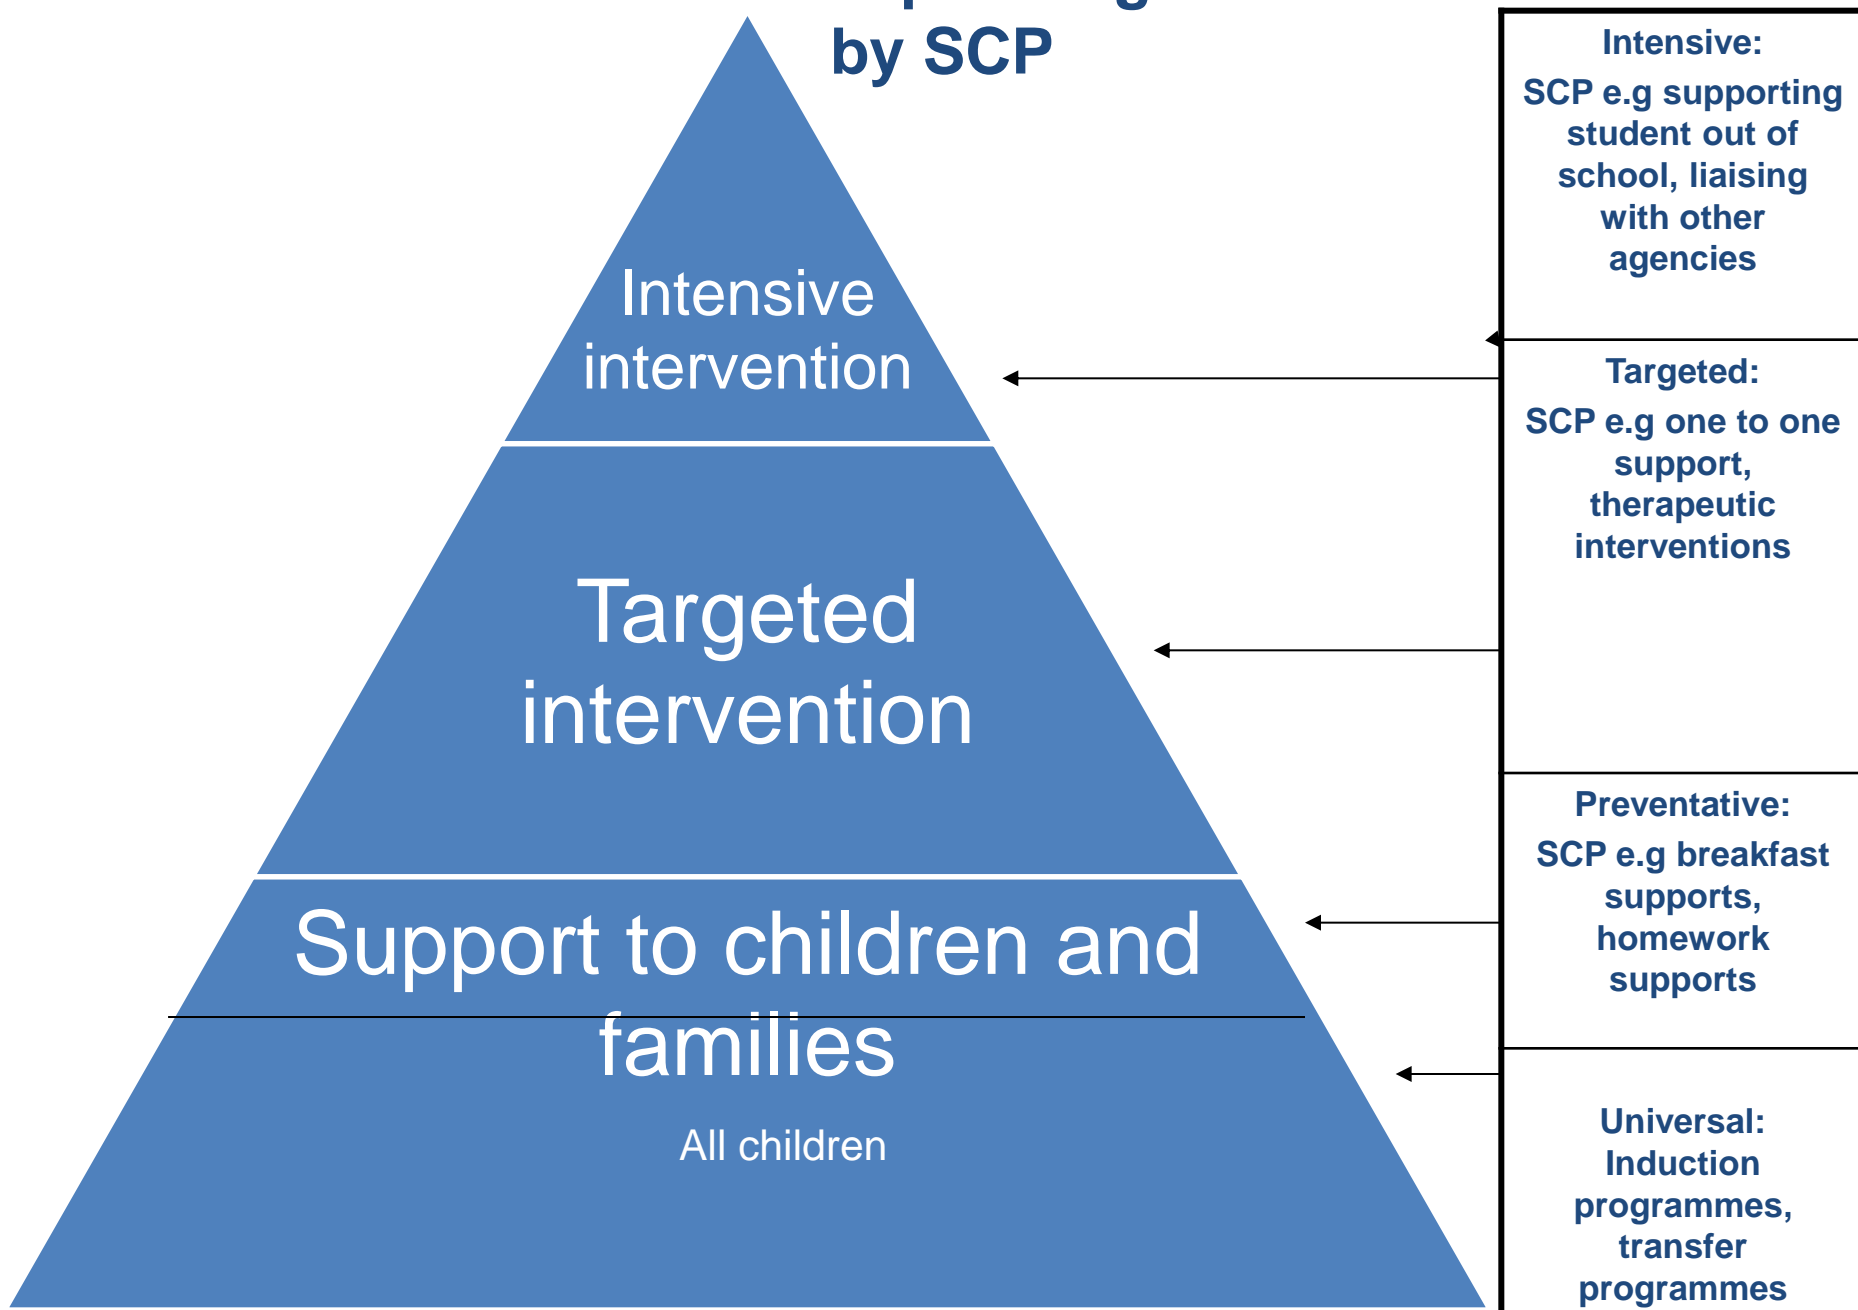 by SCP
Intensive
intervention
Targeted
intervention
Support to children and
families
All children
Intensive:
SCP e.g supporting
student out of
school, liaising
with other
agencies
Targeted:
SCP e.g one to one
support,
therapeutic
interventions
Preventative:
SCP e.g breakfast
supports,
homework
supports
Universal:
Induction
programmes,
transfer
programmes